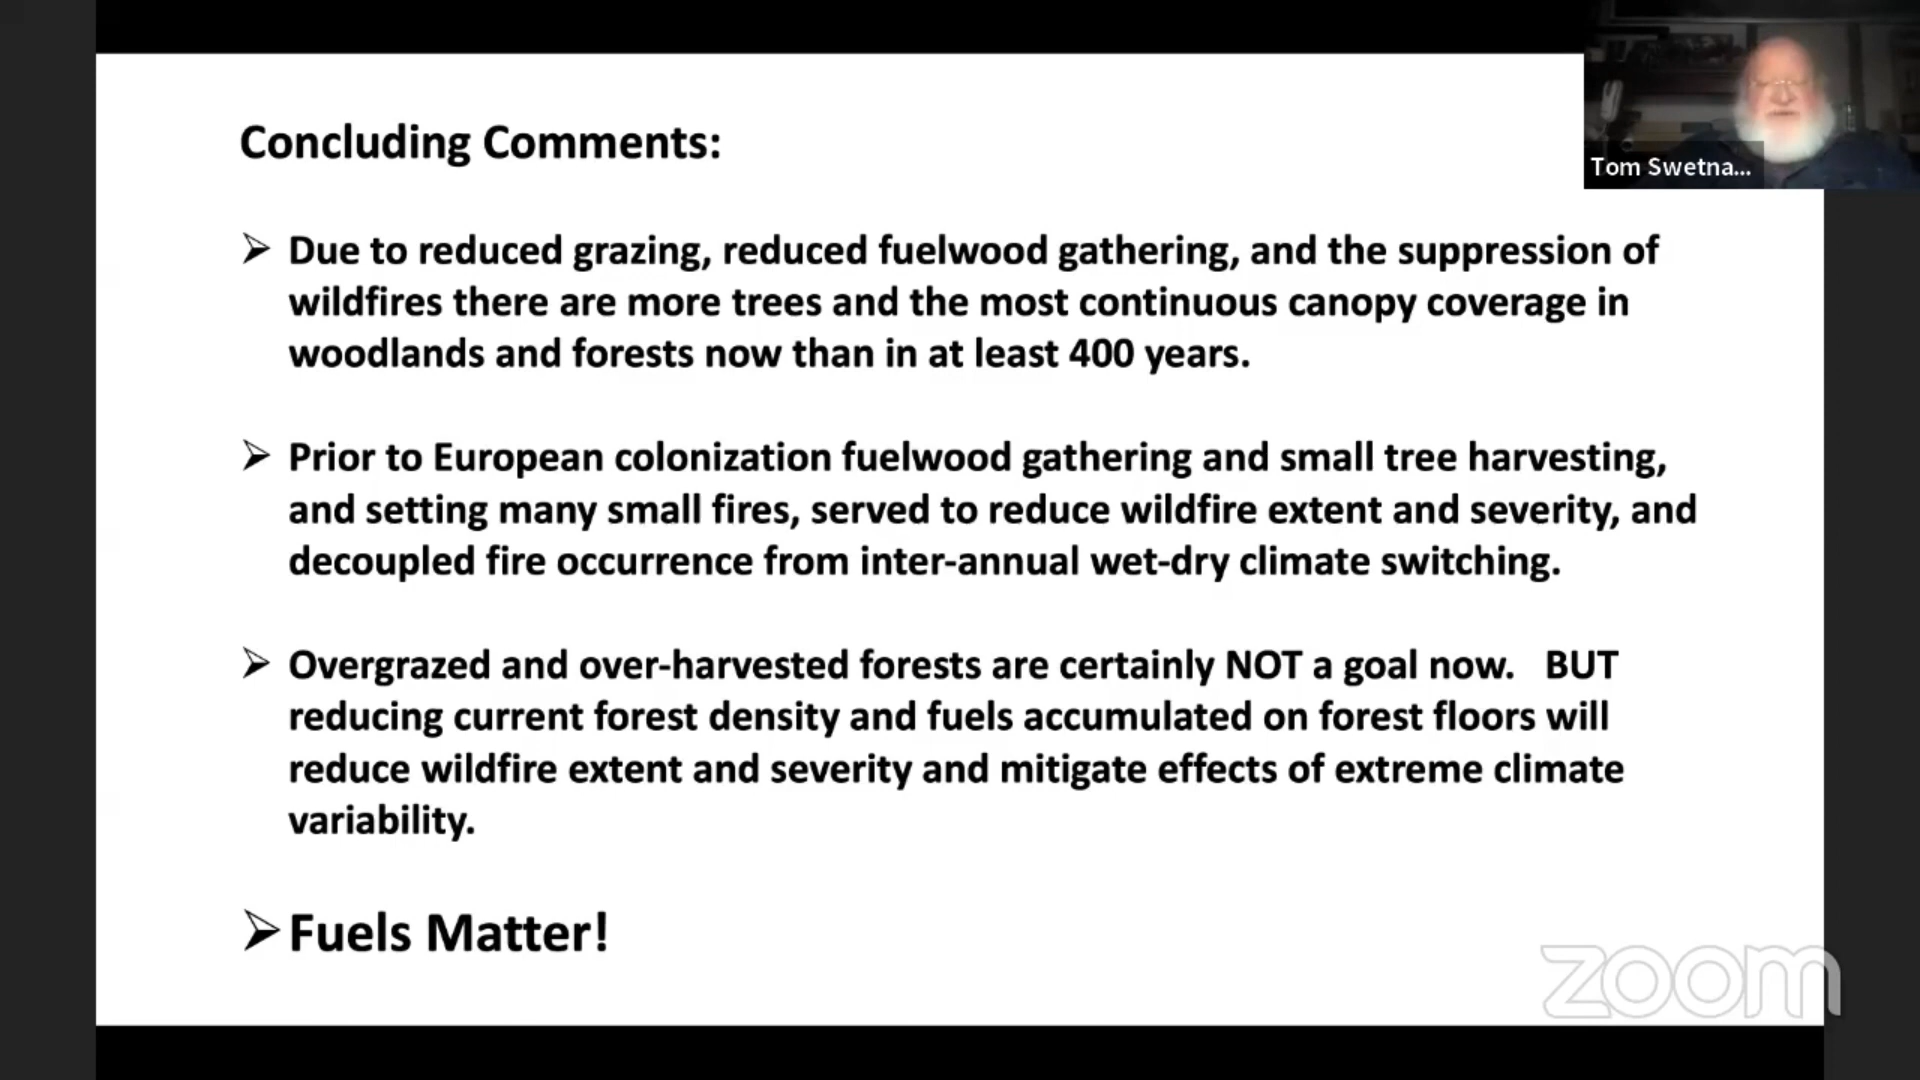 Concluding Comments:
Tom Swetna...
➢ Due to reduced grazing, reduced fuelwood gathering, and the suppression of
wildfires there are more trees and the most continuous canopy coverage in
woodlands and forests now than in at least 400 years.
➢ Prior to European colonization fuelwood gathering and small tree harvesting,
and setting many small fires, served to reduce wildfire extent and severity, and
decoupled fire occurrence from inter-annual wet-dry climate switching.
➢ Overgrazed and over-harvested forests are certainly NOT a goal now.   BUT
reducing current forest density and fuels accumulated on forest floors will
reduce wildfire extent and severity and mitigate effects of extreme climate
variability.
➢ Fuels Matter!
zoom